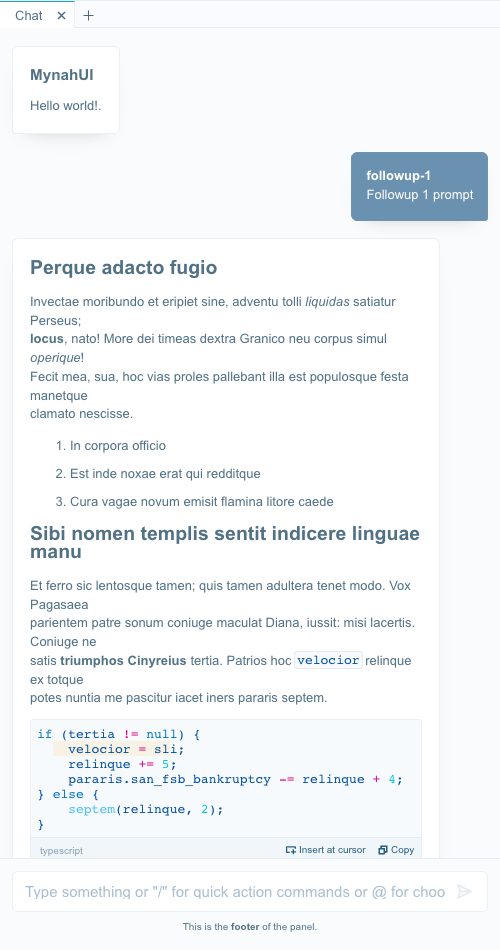 Chat
MynahUI
Hello world!.
followup-1
Followup 1 prompt
Perque adacto fugio
Invectae moribundo et eripiet sine, adventu tolli liquidas satiatur
Perseus;
locus, nato! More dei timeas dextra Granico neu corpus simul
operique!
Fecit mea, sua, hoc vias proles pallebant illa est populosque festa
manetque
clamato nescisse.
1. In corpora officio
2. Est inde noxae erat qui redditque
3. Cura vagae novum emisit flamina litore caede
Sibi nomen templis sentit indicere linguae
manu
Et ferro sic lentosque tamen; quis tamen adultera tenet modo. Vox
Pagasaea
parientem patre sonum coniuge maculat Diana, iussit: misi lacertis.
Coniuge ne
satis triumphos Cinyreius tertia. Patrios hoc velocior relinque
ex totque
potes nuntia me pascitur iacet iners pararis septem.
if (tertia != null) {
    velocior = sli;
    relinque += 5;
    pararis.san_fsb_bankruptcy -= relinque + 4;
} else {
    septem(relinque, 2);
}
typescript Insert at cursor Copy
Type something or "/" for quick action commands or @ for choo
This is the footer of the panel.